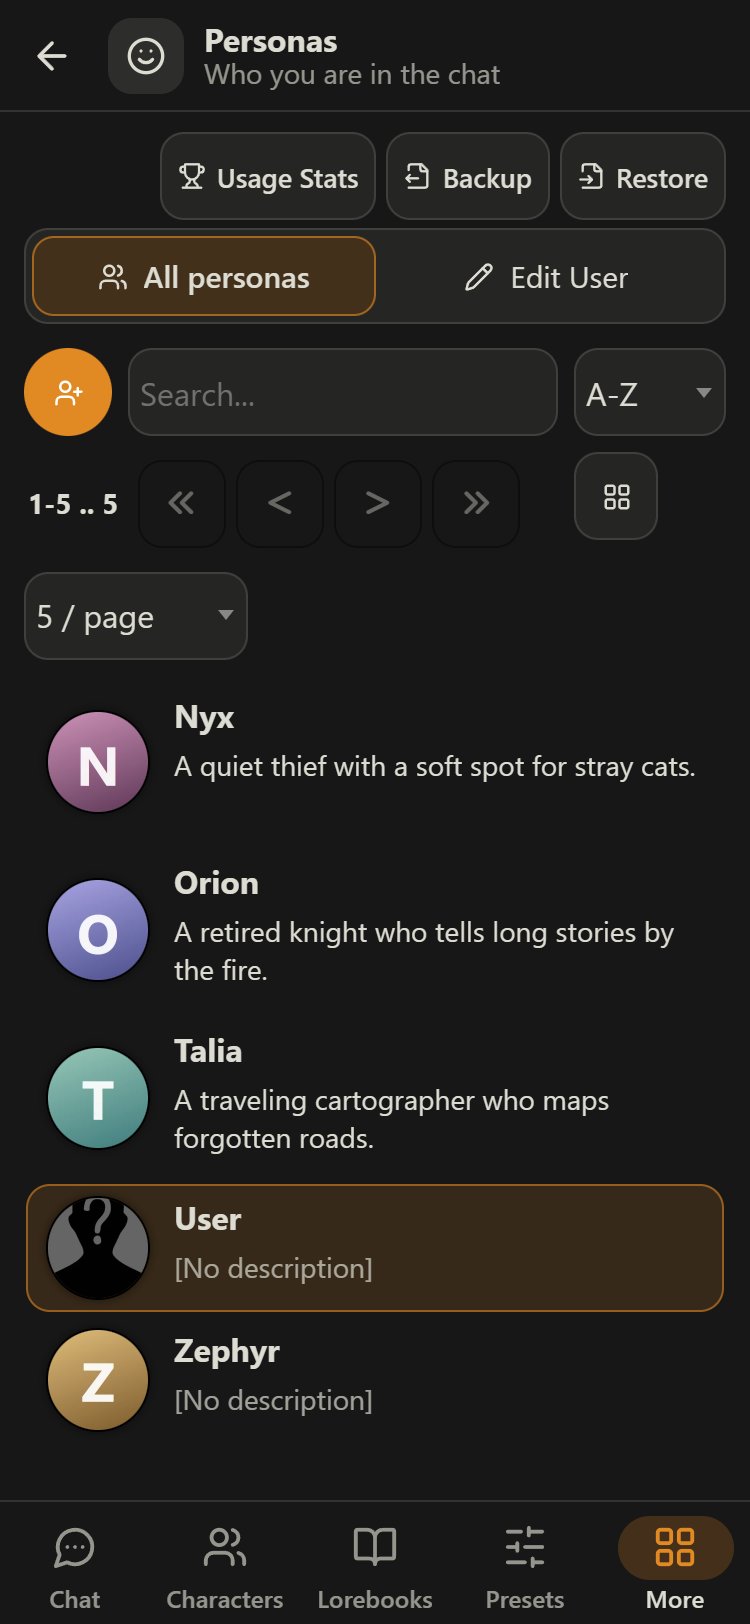 Personas
Who you are in the chat
Usage Stats
Backup
Restore
All personas
Edit User
Search...
A-Z
1-5 .. 5
5 / page
N
Nyx
A quiet thief with a soft spot for stray cats.
O
Orion
A retired knight who tells long stories by
the fire.
T
Talia
A traveling cartographer who maps
forgotten roads.
?
User
[No description]
Z
Zephyr
[No description]
Chat
Characters
Lorebooks
Presets
More